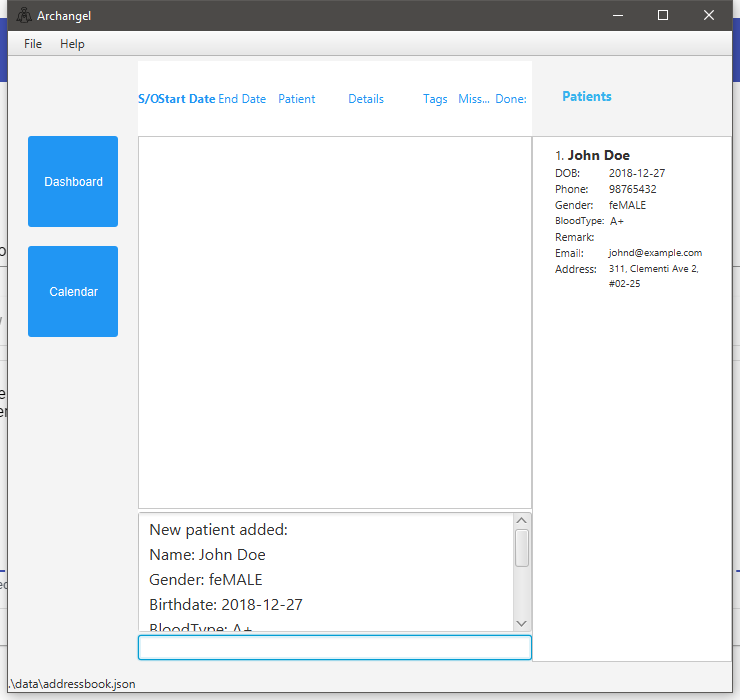 Archangel
File Help
S/OStart Date End Date Patient Details Tags Miss... Done:
Patients
Dashboard
Calendar
1. John Doe
DOB: 2018-12-27
Phone: 98765432
Gender: feMALE
BloodType: A+
Remark:
Email: johnd@example.com
Address: 311, Clementi Ave 2,
#02-25
New patient added:
Name: John Doe
Gender: feMALE
Birthdate: 2018-12-27
BloodType: A+
.\data\addressbook.json